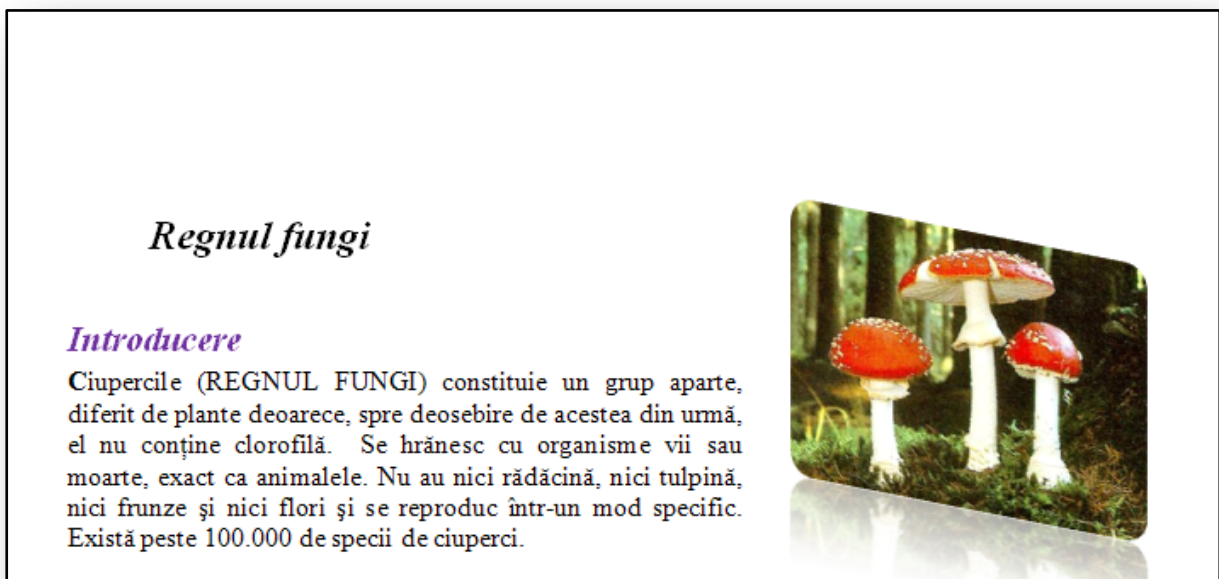 Regnul fungi
Introducere
Ciupercile (REGNUL FUNGI) constituie un grup aparte,
diferit de plante deoarece, spre deosebire de acestea din urmă,
el nu conține clorofilă. Se hrănesc cu organisme vii sau
moarte, exact ca animalele. Nu au nici rădăcină, nici tulpină,
nici frunze şi nici flori şi se reproduc într-un mod specific.
Există peste 100.000 de specii de ciuperci.